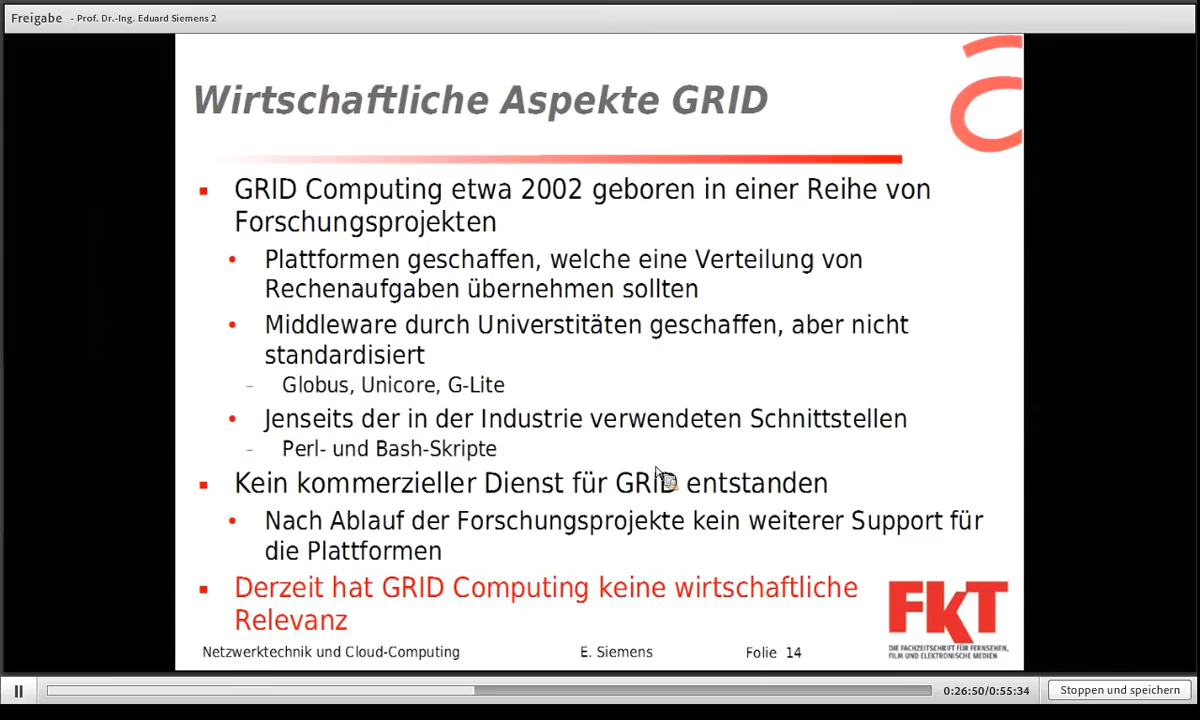 Freigabe - Prof. Dr.-Ing. Eduard Siemens 2
Wirtschaftliche Aspekte GRID
GRID Computing etwa 2002 geboren in einer Reihe von
Forschungsprojekten
Plattformen geschaffen, welche eine Verteilung von
Rechenaufgaben übernehmen sollten
Middleware durch Universtitäten geschaffen, aber nicht
standardisiert
- Globus, Unicore, G-Lite
Jenseits der in der Industrie verwendeten Schnittstellen
- Perl- und Bash-Skripte
Kein kommerzieller Dienst für GRID entstanden
Nach Ablauf der Forschungsprojekte kein weiterer Support für
die Plattformen
Derzeit hat GRID Computing keine wirtschaftliche
Relevanz
FKT
DIE FACHZEITSCHRIFT FÜR FERNSEHEN,
FILM UND ELEKTRONISCHE MEDIEN
Netzwerktechnik und Cloud-Computing E. Siemens Folie 14
0:26:50/0:55:34 Stoppen und speichern